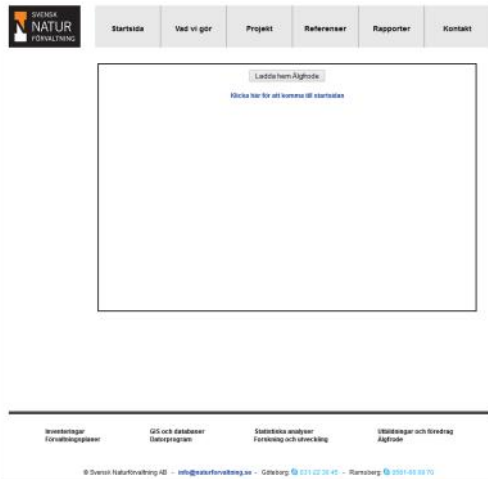 SVENSK
NATUR
FÖRVALTNING
Startsida
Vad vi gör
Projekt
Referenser
Rapporter
Kontakt
Ladda hem Älgfrode
Klicka här för att komma till startsidan
Inventeringar
Förvaltningsplaner
GIS och databaser
Datorprogram
Statistiska analyser
Forskning och utveckling
Utbildningar och föredrag
Älgfrode
© Svensk Naturförvaltning AB – info@naturforvaltning.se – Göteborg – Ramsberg